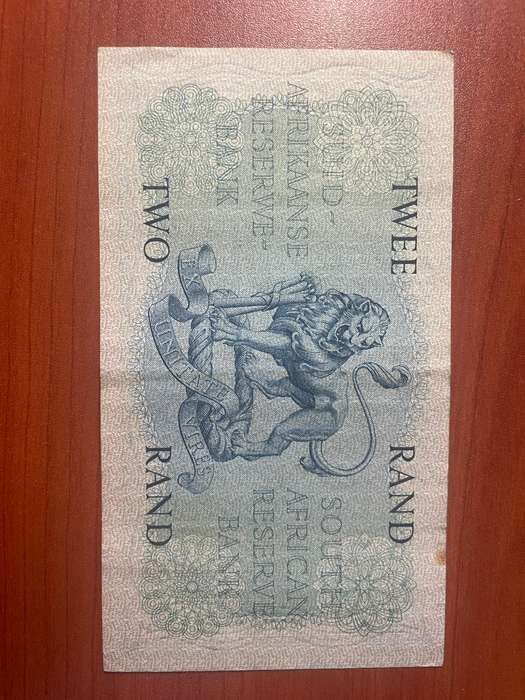 TWEE RAND
SUID-
AFRIKAANSE
RESERWE-
BANK
SOUTH
AFRICAN
RESERVE
BANK
EX UNITATE VIRES
TWO RAND